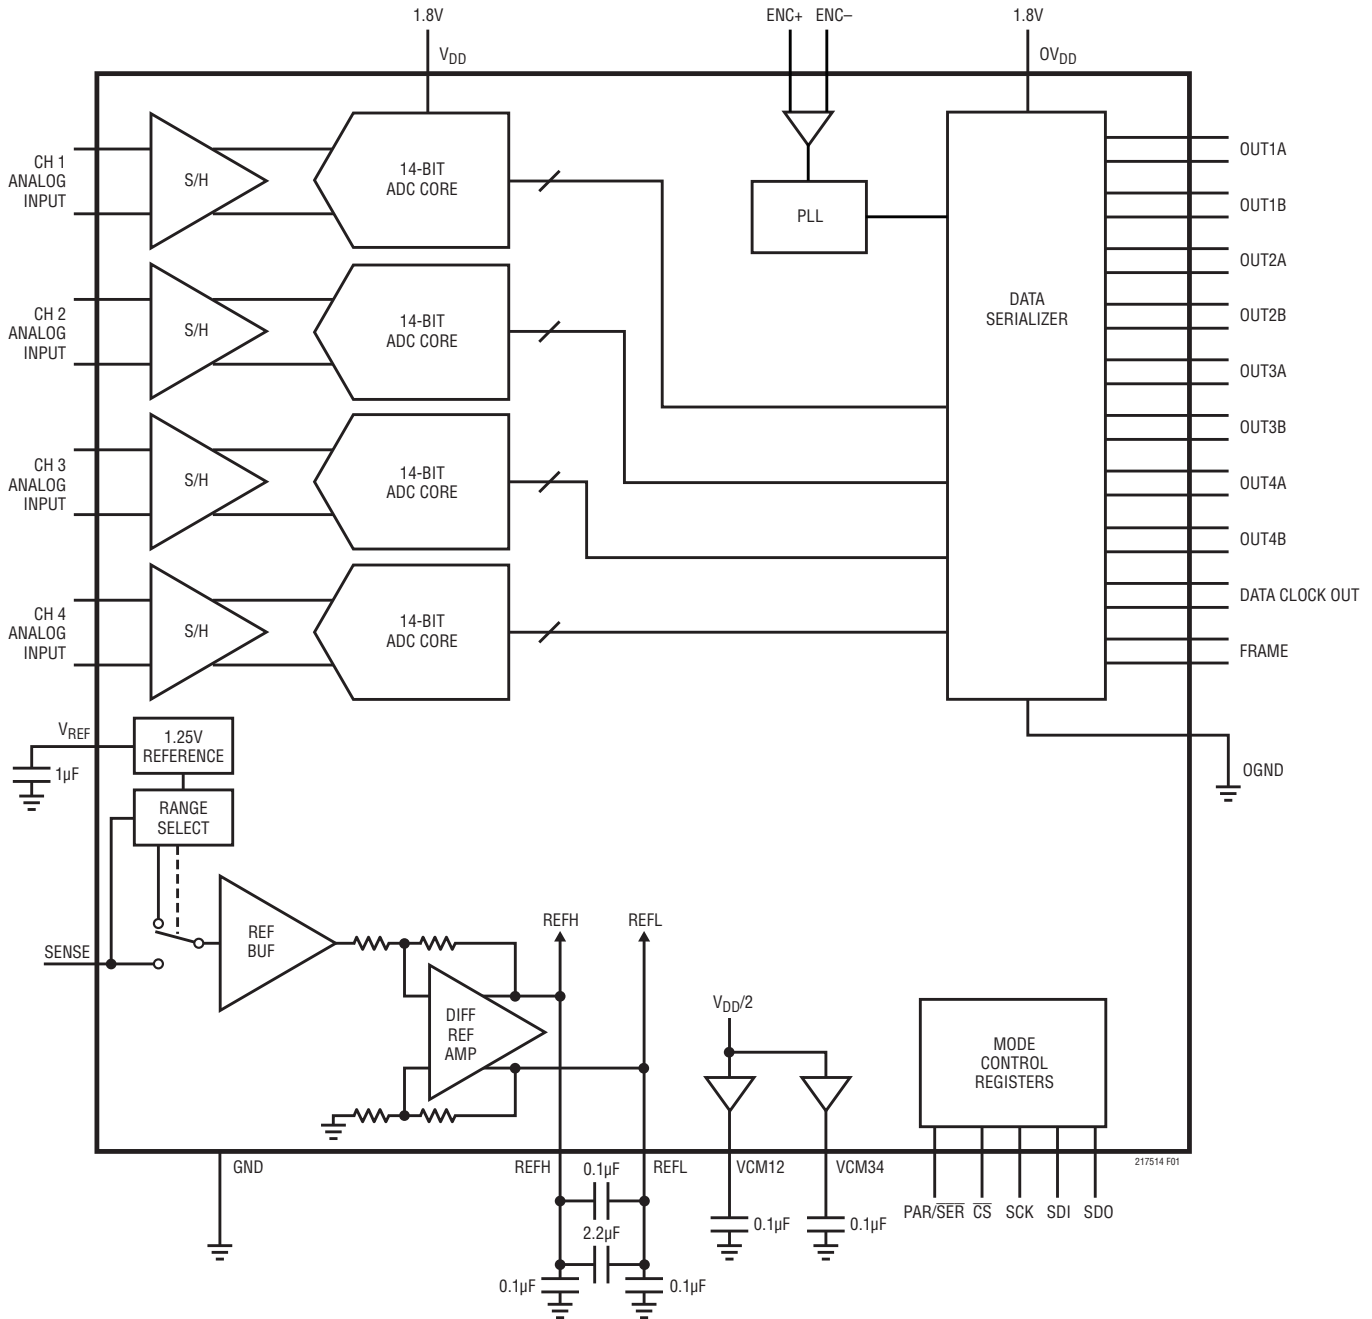 1.8V
ENC+
ENC–
1.8V
VDD
OVDD
CH 1
ANALOG
INPUT
S/H
14-BIT
ADC CORE
PLL
DATA
SERIALIZER
OUT1A
OUT1B
OUT2A
CH 2
ANALOG
INPUT
S/H
14-BIT
ADC CORE
OUT2B
OUT3A
OUT3B
CH 3
ANALOG
INPUT
S/H
14-BIT
ADC CORE
OUT4A
OUT4B
CH 4
ANALOG
INPUT
S/H
14-BIT
ADC CORE
DATA CLOCK OUT
FRAME
VREF
1µF
1.25V
REFERENCE
OGND
RANGE
SELECT
SENSE
REF
BUF
REFH
REFL
DIFF
REF
AMP
VDD/2
MODE
CONTROL
REGISTERS
GND
REFH
0.1µF
REFL
VCM12
VCM34
217514 F01
PAR/SER
CS
SCK
SDI
SDO
0.1µF
0.1µF
2.2µF
0.1µF
0.1µF